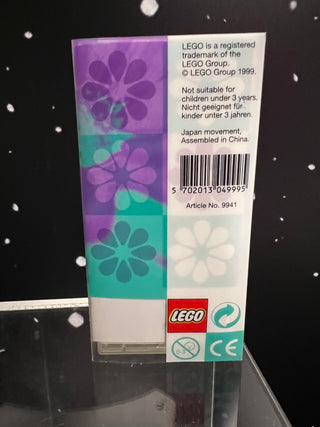 LEGO is a registered
trademark of the
LEGO Group.
© LEGO Group 1999.
Not suitable for
children under 3 years.
Nicht geeignet für
kinder unter 3 jahren.
Japan movement,
Assembled in China.
5 702013 049995
Article No. 9941
LEGO
0-3
CE